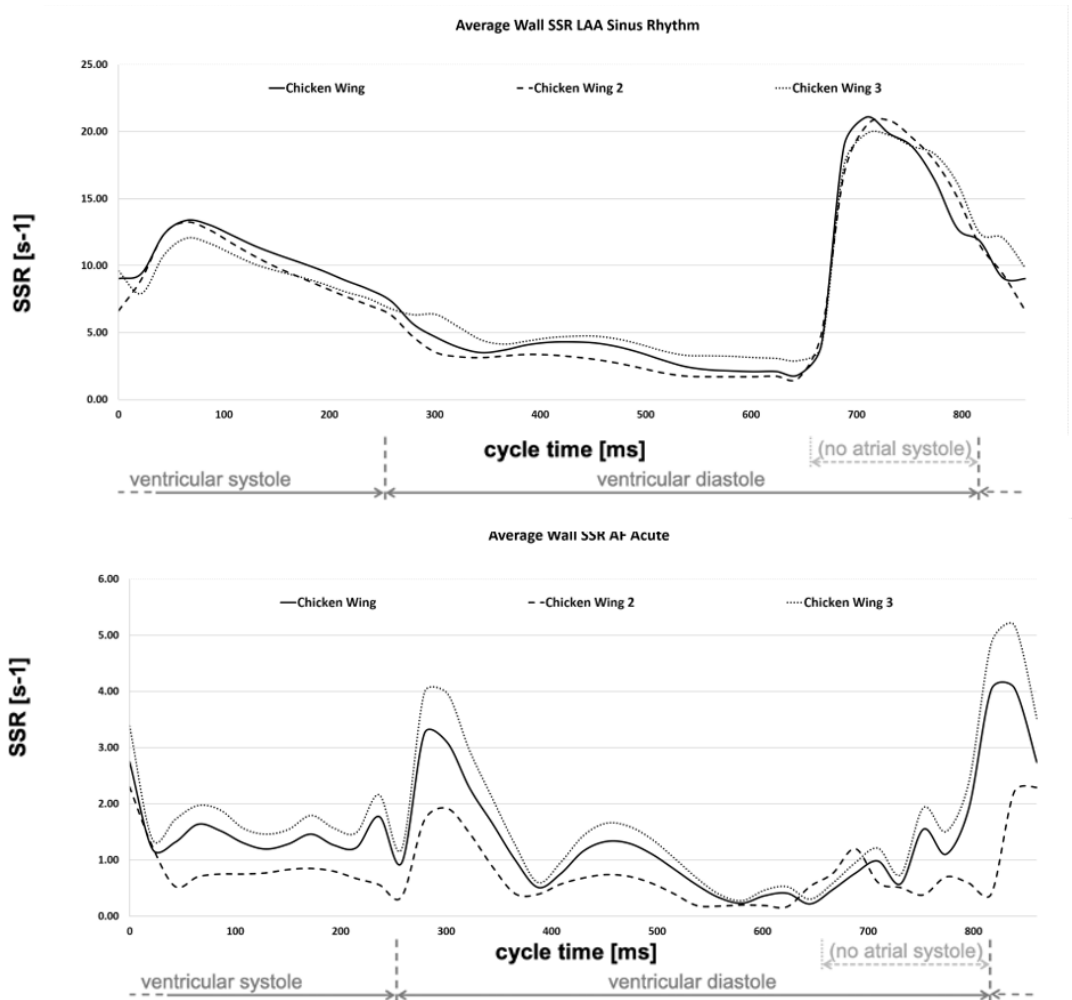 Average Wall SSR LAA Sinus Rhythm
25.00
Chicken Wing Chicken Wing 2 Chicken Wing 3
20.00
15.00
SSR [s-1]
10.00
5.00
0.00
0 100 200 300 400 500 600 700 800
cycle time [ms]
(no atrial systole)
ventricular systole ventricular diastole
Average Wall SSR AF Acute
6.00
Chicken Wing Chicken Wing 2 Chicken Wing 3
5.00
4.00
SSR [s-1]
3.00
2.00
1.00
0.00
0 100 200 300 400 500 600 700 800
cycle time [ms]
(no atrial systole)
ventricular systole ventricular diastole